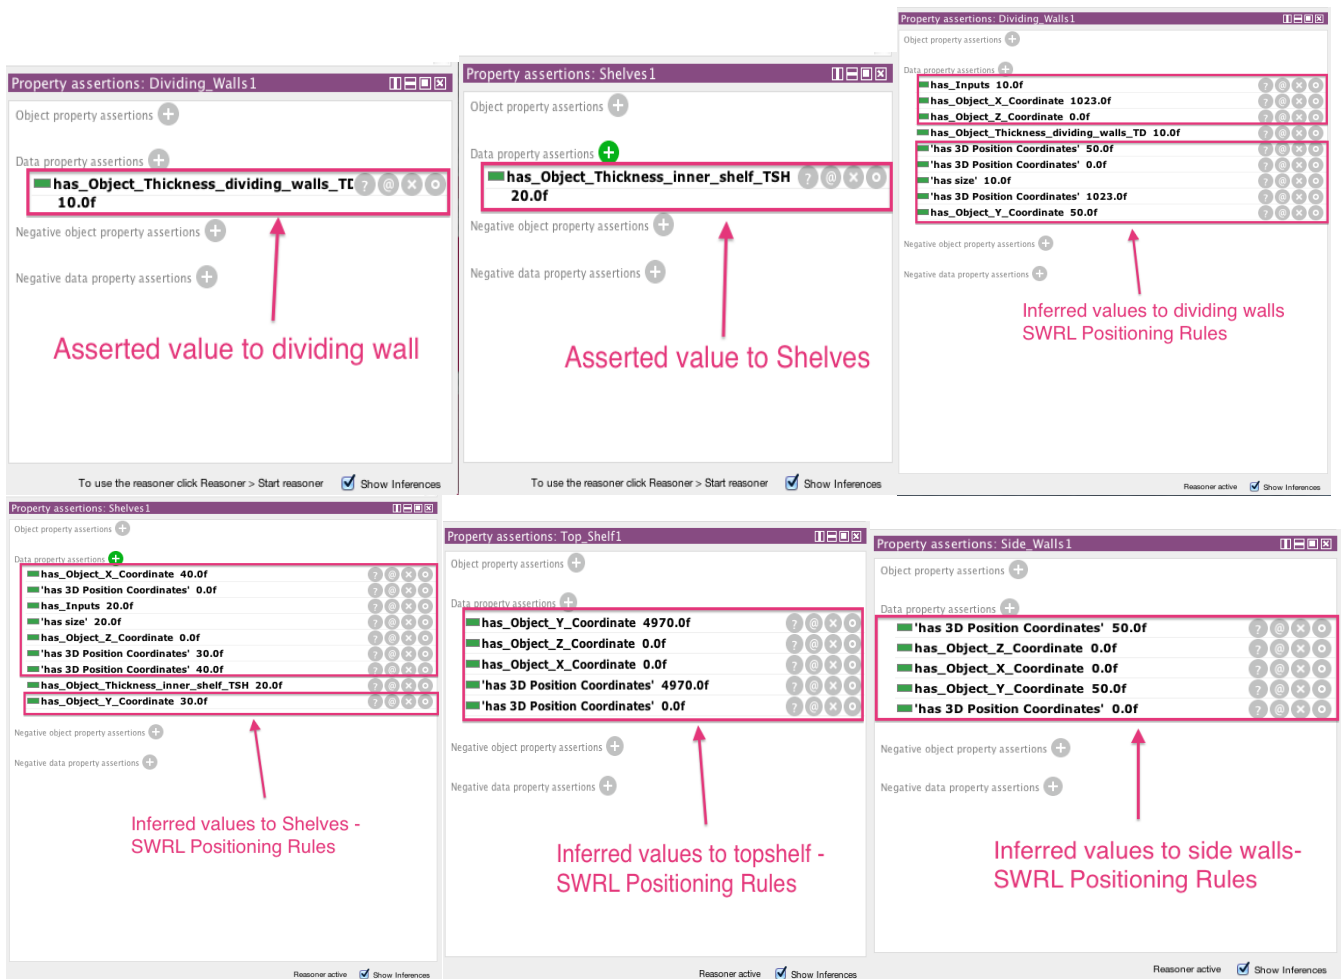 Property assertions: Dividing_Walls1
Object property assertions
Data property assertions
has_Object_Thickness_dividing_walls_TD
10.0f
Negative object property assertions
Negative data property assertions
Asserted value to dividing wall
To use the reasoner click Reasoner > Start reasoner Show Inferences
Property assertions: Shelves1
Object property assertions
Data property assertions
has_Object_Thickness_inner_shelf_TSH
20.0f
Negative object property assertions
Negative data property assertions
Asserted value to Shelves
To use the reasoner click Reasoner > Start reasoner Show Inferences
Property assertions: Dividing_Walls1
Object property assertions
Data property assertions
has_Inputs 10.0f
has_Object_X_Coordinate 1023.0f
has_Object_Z_Coordinate 0.0f
has_Object_Thickness_dividing_walls_TD 10.0f
'has 3D Position Coordinates' 50.0f
'has 3D Position Coordinates' 0.0f
'has size' 10.0f
'has 3D Position Coordinates' 1023.0f
has_Object_Y_Coordinate 50.0f
Negative object property assertions
Negative data property assertions
Inferred values to dividing walls
SWRL Positioning Rules
Reasoner active Show Inferences
Property assertions: Shelves1
Object property assertions
Data property assertions
has_Object_X_Coordinate 40.0f
'has 3D Position Coordinates' 0.0f
has_Inputs 20.0f
'has size' 20.0f
has_Object_Z_Coordinate 0.0f
'has 3D Position Coordinates' 30.0f
'has 3D Position Coordinates' 40.0f
has_Object_Thickness_inner_shelf_TSH 20.0f
has_Object_Y_Coordinate 30.0f
Negative object property assertions
Negative data property assertions
Inferred values to Shelves -
SWRL Positioning Rules
Reasoner active Show Inferences
Property assertions: Top_Shelf1
Object property assertions
Data property assertions
has_Object_Y_Coordinate 4970.0f
has_Object_Z_Coordinate 0.0f
has_Object_X_Coordinate 0.0f
'has 3D Position Coordinates' 4970.0f
'has 3D Position Coordinates' 0.0f
Negative object property assertions
Negative data property assertions
Inferred values to topshelf -
SWRL Positioning Rules
Reasoner active Show Inferences
Property assertions: Side_Walls1
Object property assertions
Data property assertions
'has 3D Position Coordinates' 50.0f
has_Object_Z_Coordinate 0.0f
has_Object_X_Coordinate 0.0f
has_Object_Y_Coordinate 50.0f
'has 3D Position Coordinates' 0.0f
Negative object property assertions
Negative data property assertions
Inferred values to side walls-
SWRL Positioning Rules
Reasoner active Show Inferences